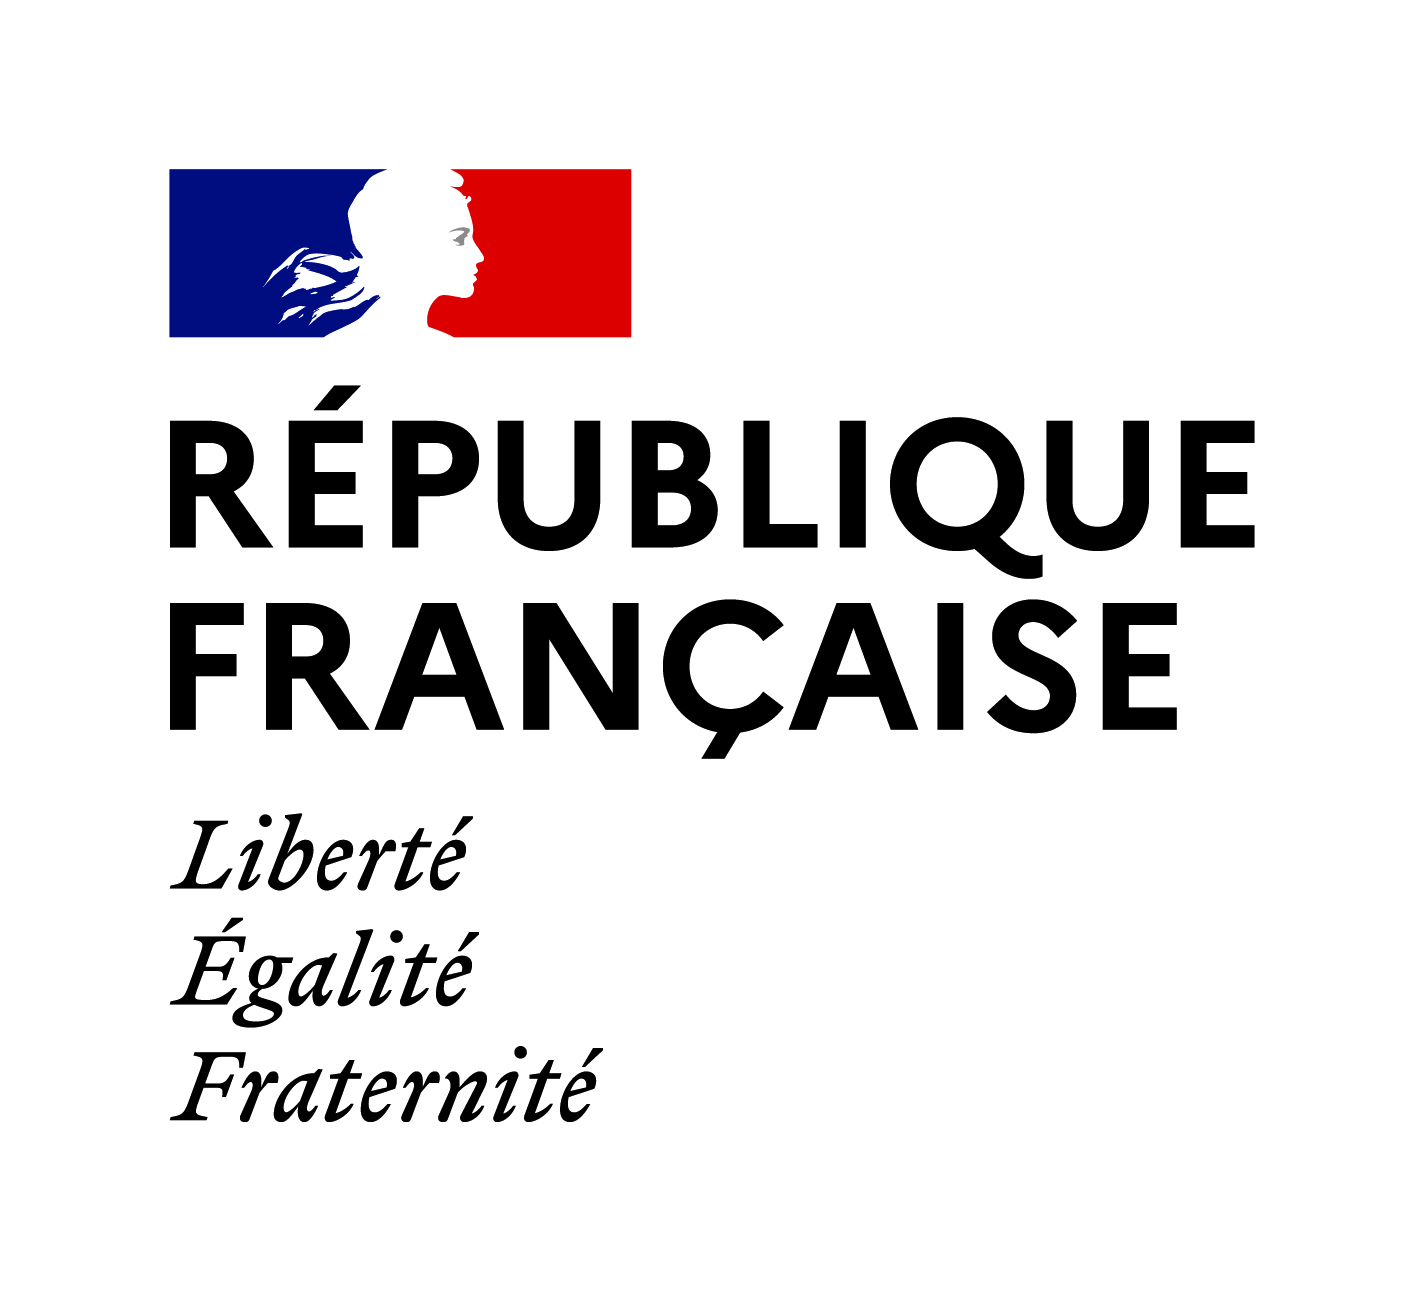 RÉPUBLIQUE
FRANÇAISE
Liberté
Égalité
Fraternité